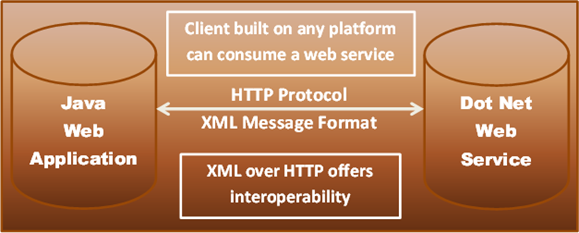 Client built on any platform
can consume a web service
Java
Web
Application
HTTP Protocol
XML Message Format
Dot Net
Web
Service
XML over HTTP offers
interoperability